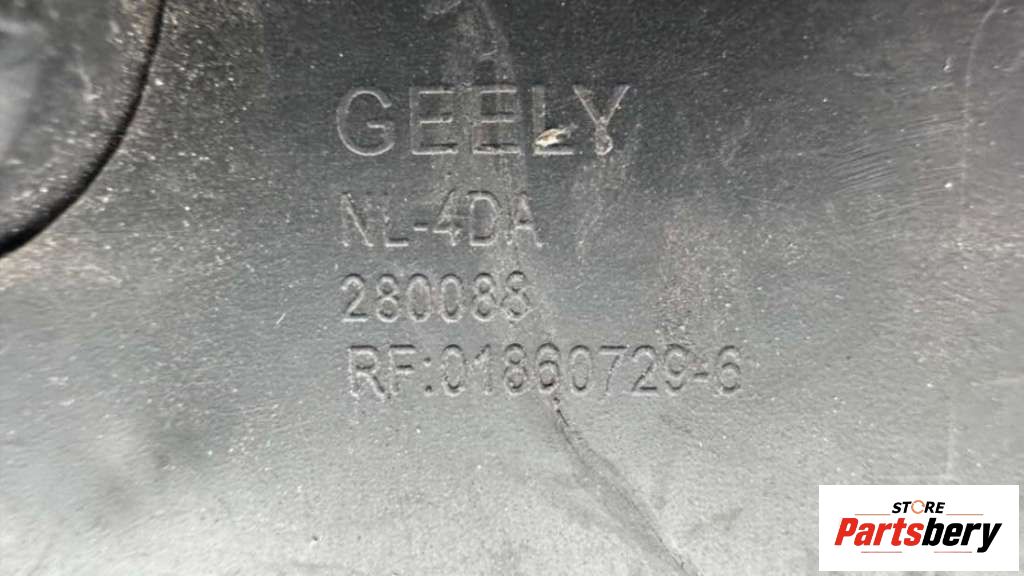 GEELY
NL-4DA
280088
RF:01860729-6
STORE
Partsbery